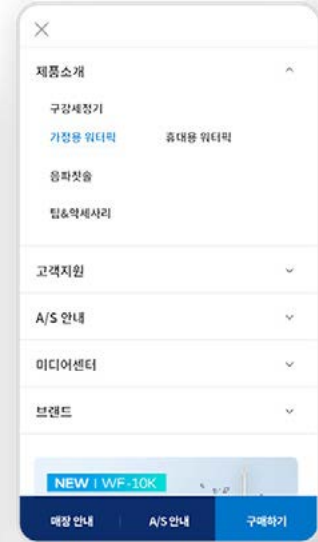 제품소개
구강세정기
가정용 워터픽 휴대용 워터픽
음파칫솔
팁&악세사리
고객지원
A/S 안내
미디어센터
브랜드
NEW | WF-10K
매장 안내 A/S 안내 구매하기